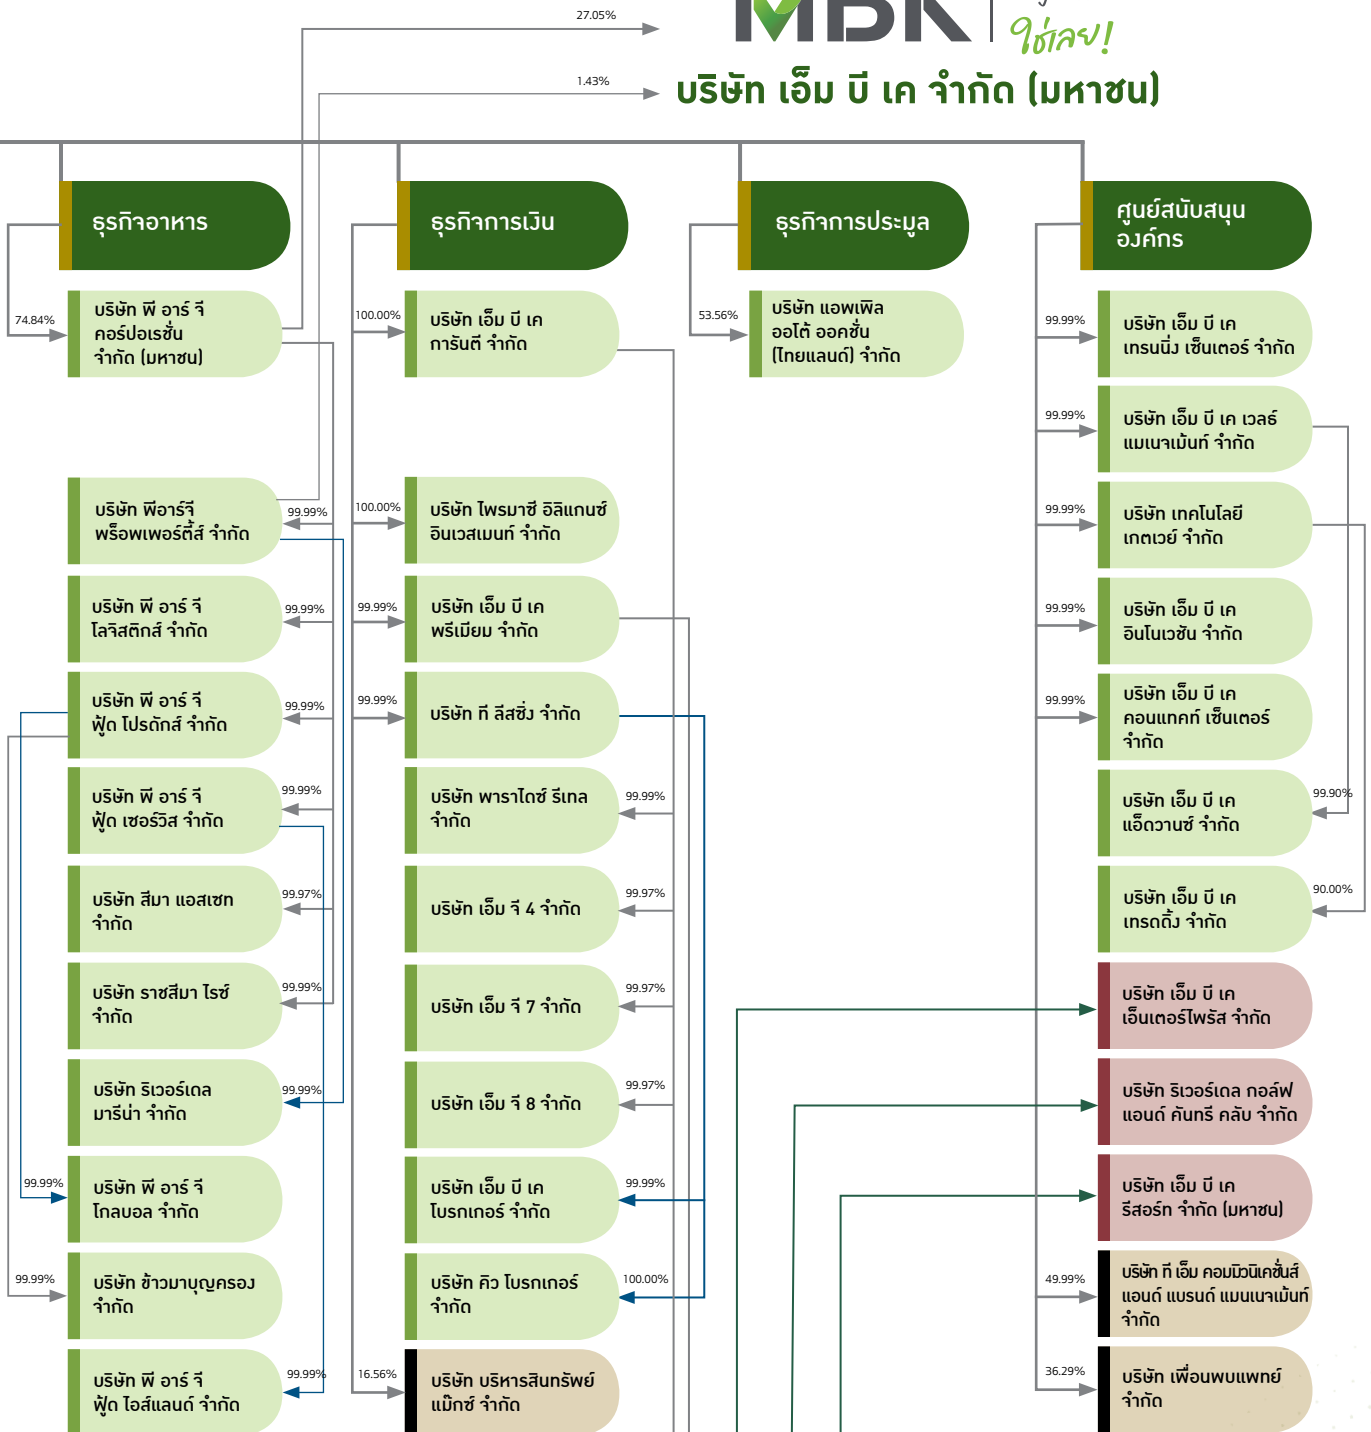 27.05%
MBK
ใช่เลย!
1.43%
บริษัท เอ็ม บี เค จำกัด (มหาชน)
ธุรกิจอาหาร
74.84%
บริษัท พี อาร์ จี
คอร์ปอเรชั่น
จำกัด (มหาชน)
บริษัท พีอาร์จี
พร็อพเพอร์ตี้ส์ จำกัด
99.99%
บริษัท พี อาร์ จี
โลจิสติกส์ จำกัด
99.99%
บริษัท พี อาร์ จี
ฟู้ด โปรดักส์ จำกัด
99.99%
บริษัท พี อาร์ จี
ฟู้ด เซอร์วิส จำกัด
99.99%
บริษัท สีมา แอสเซท
จำกัด
99.97%
บริษัท ราชสีมา ไรซ์
จำกัด
99.99%
บริษัท ริเวอร์เดล
มารีน่า จำกัด
99.99%
99.99%
บริษัท พี อาร์ จี
โกลบอล จำกัด
99.99%
บริษัท ข้าวมาบุญครอง
จำกัด
บริษัท พี อาร์ จี
ฟู้ด ไอส์แลนด์ จำกัด
99.99%
ธุรกิจการเงิน
100.00%
บริษัท เอ็ม บี เค
การันตี จำกัด
100.00%
บริษัท ไพรมาซี อิลิแกนซ์
อินเวสเมนท์ จำกัด
99.99%
บริษัท เอ็ม บี เค
พรีเมียม จำกัด
99.99%
บริษัท ที ลีสซิ่ง จำกัด
บริษัท พาราไดซ์ รีเทล
จำกัด
99.99%
บริษัท เอ็ม จี 4 จำกัด
99.97%
บริษัท เอ็ม จี 7 จำกัด
99.97%
บริษัท เอ็ม จี 8 จำกัด
99.97%
บริษัท เอ็ม บี เค
โบรกเกอร์ จำกัด
99.99%
บริษัท คิว โบรกเกอร์
จำกัด
100.00%
16.56%
บริษัท บริหารสินทรัพย์
แม๊กซ์ จำกัด
ธุรกิจการประมูล
53.56%
บริษัท แอพเพิล
ออโต้ ออคชั่น
(ไทยแลนด์) จำกัด
ศูนย์สนับสนุน
องค์กร
99.99%
บริษัท เอ็ม บี เค
เทรนนิ่ง เซ็นเตอร์ จำกัด
99.99%
บริษัท เอ็ม บี เค เวลธ์
แมเนจเม้นท์ จำกัด
99.99%
บริษัท เทคโนโลยี
เกตเวย์ จำกัด
99.99%
บริษัท เอ็ม บี เค
อินโนเวชัน จำกัด
99.99%
บริษัท เอ็ม บี เค
คอนแทคท์ เซ็นเตอร์
จำกัด
บริษัท เอ็ม บี เค
แอ็ดวานซ์ จำกัด
99.90%
บริษัท เอ็ม บี เค
เทรดดิ้ง จำกัด
90.00%
บริษัท เอ็ม บี เค
เอ็นเตอร์ไพรัส จำกัด
บริษัท ริเวอร์เดล กอล์ฟ
แอนด์ คันทรี คลับ จำกัด
บริษัท เอ็ม บี เค
รีสอร์ท จำกัด (มหาชน)
49.99%
บริษัท ที เอ็ม คอมมิวนิเคชั่นส์
แอนด์ แบรนด์ แมนเนจเม้นท์
จำกัด
36.29%
บริษัท เพื่อนพบแพทย์
จำกัด